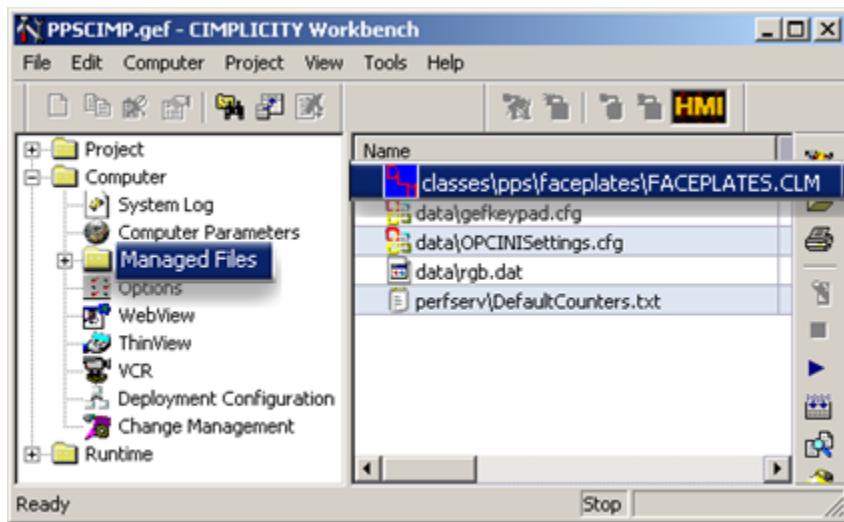 PPSCIMP.gef - CIMPLICITY Workbench
File Edit Computer Project View Tools Help
HMI
Project
Computer
System Log
Computer Parameters
Managed Files
Options
WebView
ThinView
VCR
Deployment Configuration
Change Management
Runtime
Name
classes\pps\faceplates\FACEPLATES.CLM
data\gefkeypad.cfg
data\OPCINISettings.cfg
data\rgb.dat
perfserv\DefaultCounters.txt
Ready
Stop